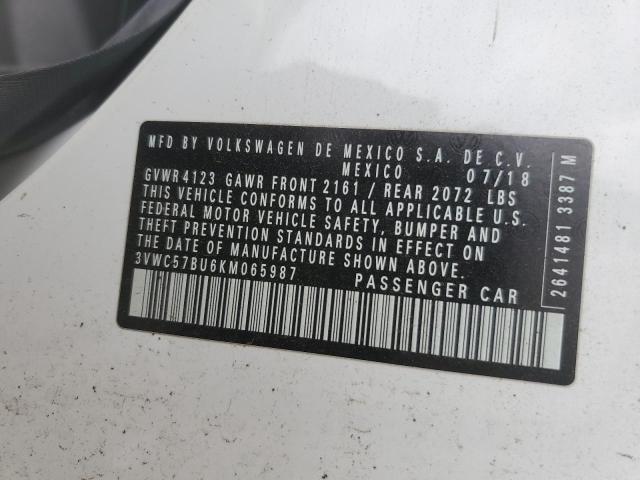 MFD BY VOLKSWAGEN DE MEXICO S.A. DE C.V.
MEXICO 07/18
GVWR 4123 GAWR FRONT 2161 / REAR 2072 LBS
THIS VEHICLE CONFORMS TO ALL APPLICABLE U.S.
FEDERAL MOTOR VEHICLE SAFETY, BUMPER AND
THEFT PREVENTION STANDARDS IN EFFECT ON
THE DATE OF MANUFACTURE SHOWN ABOVE.
3VWC57BU6KM065987 PASSENGER CAR
2641481 3387 M